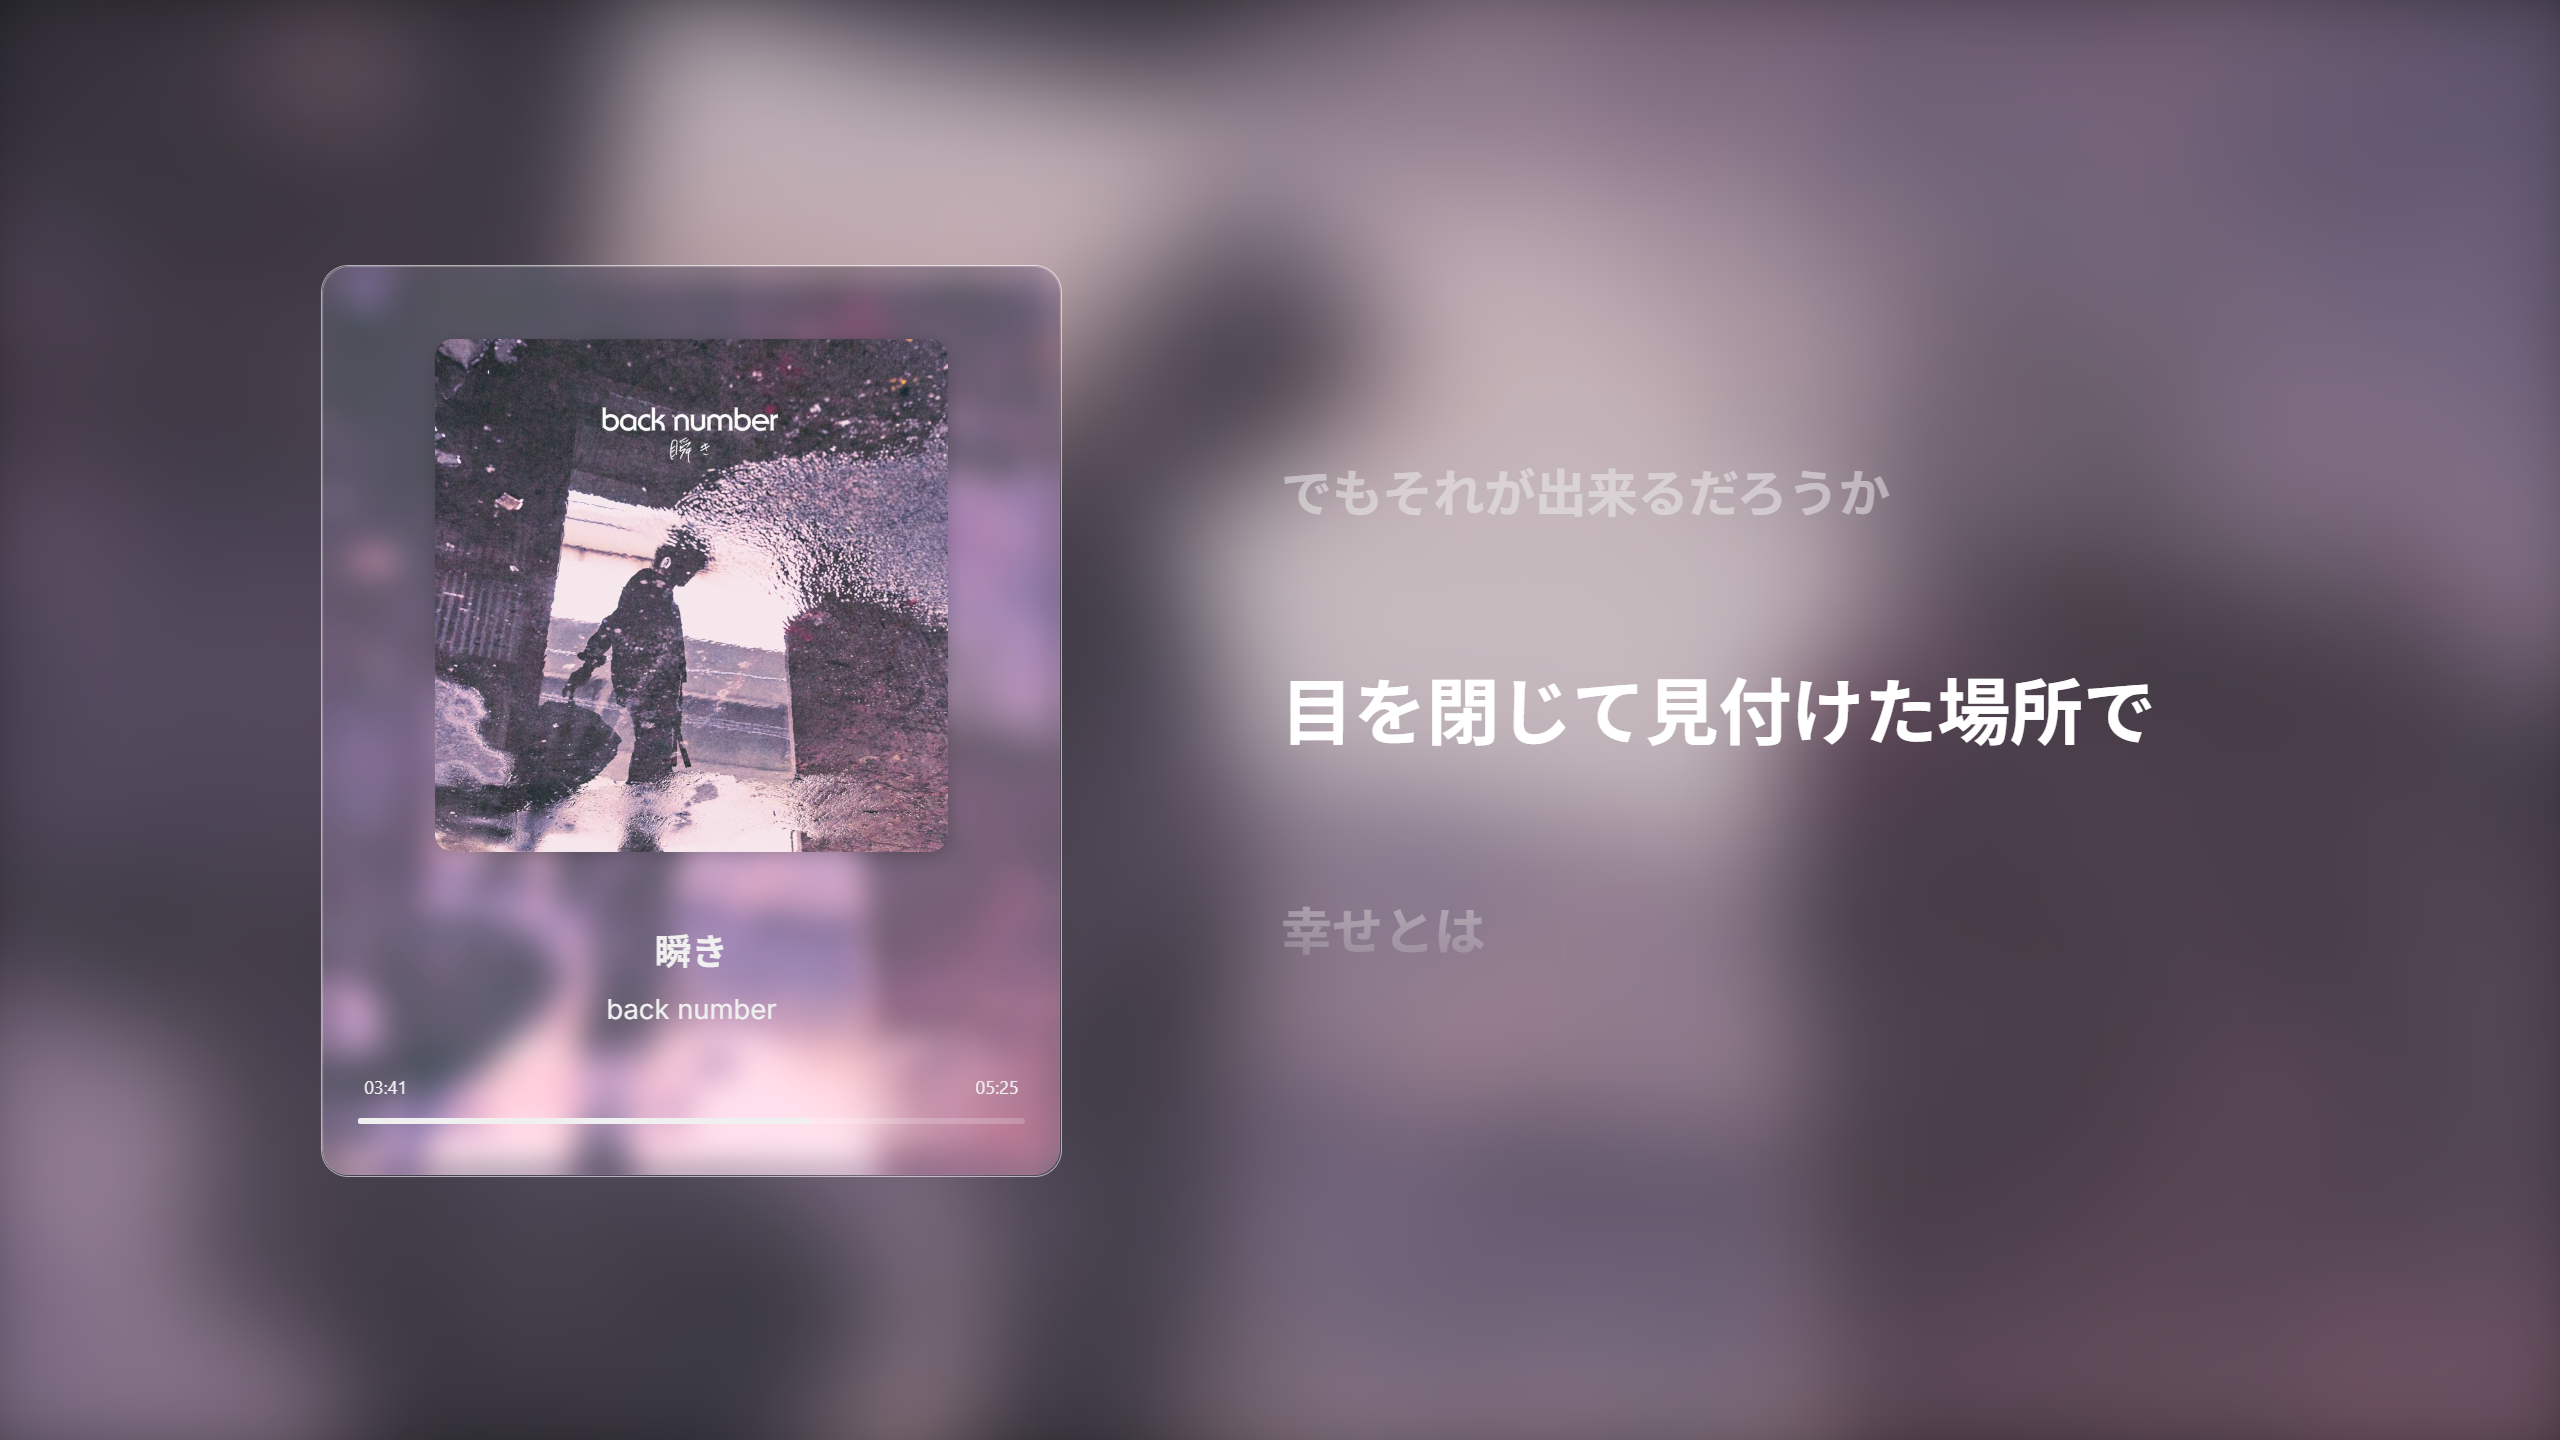 back number
瞬き
瞬き
back number
03:41
05:25
でもそれが出来るだろうか
目を閉じて見付けた場所で
幸せとは